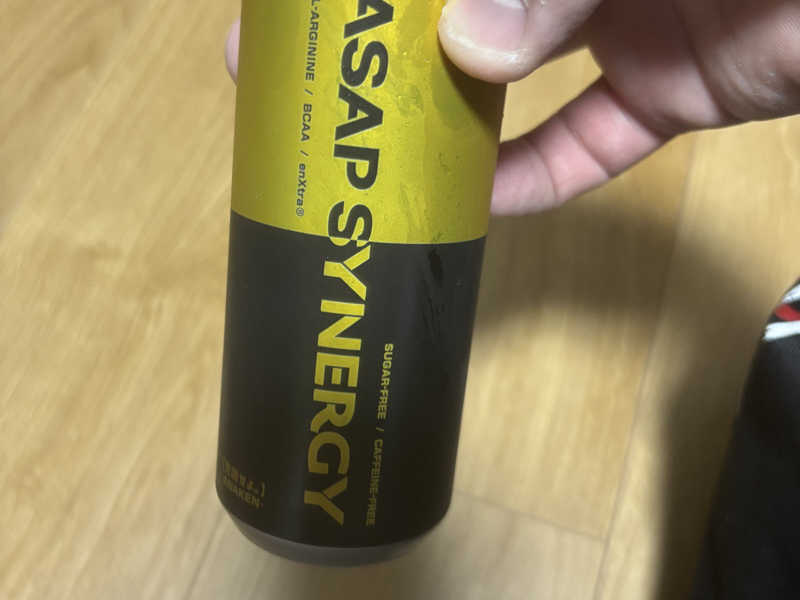 L-ARGININE / BCAA / enXtra®
ASAP SYNERGY
SUGAR-FREE / CAFFEINE-FREE